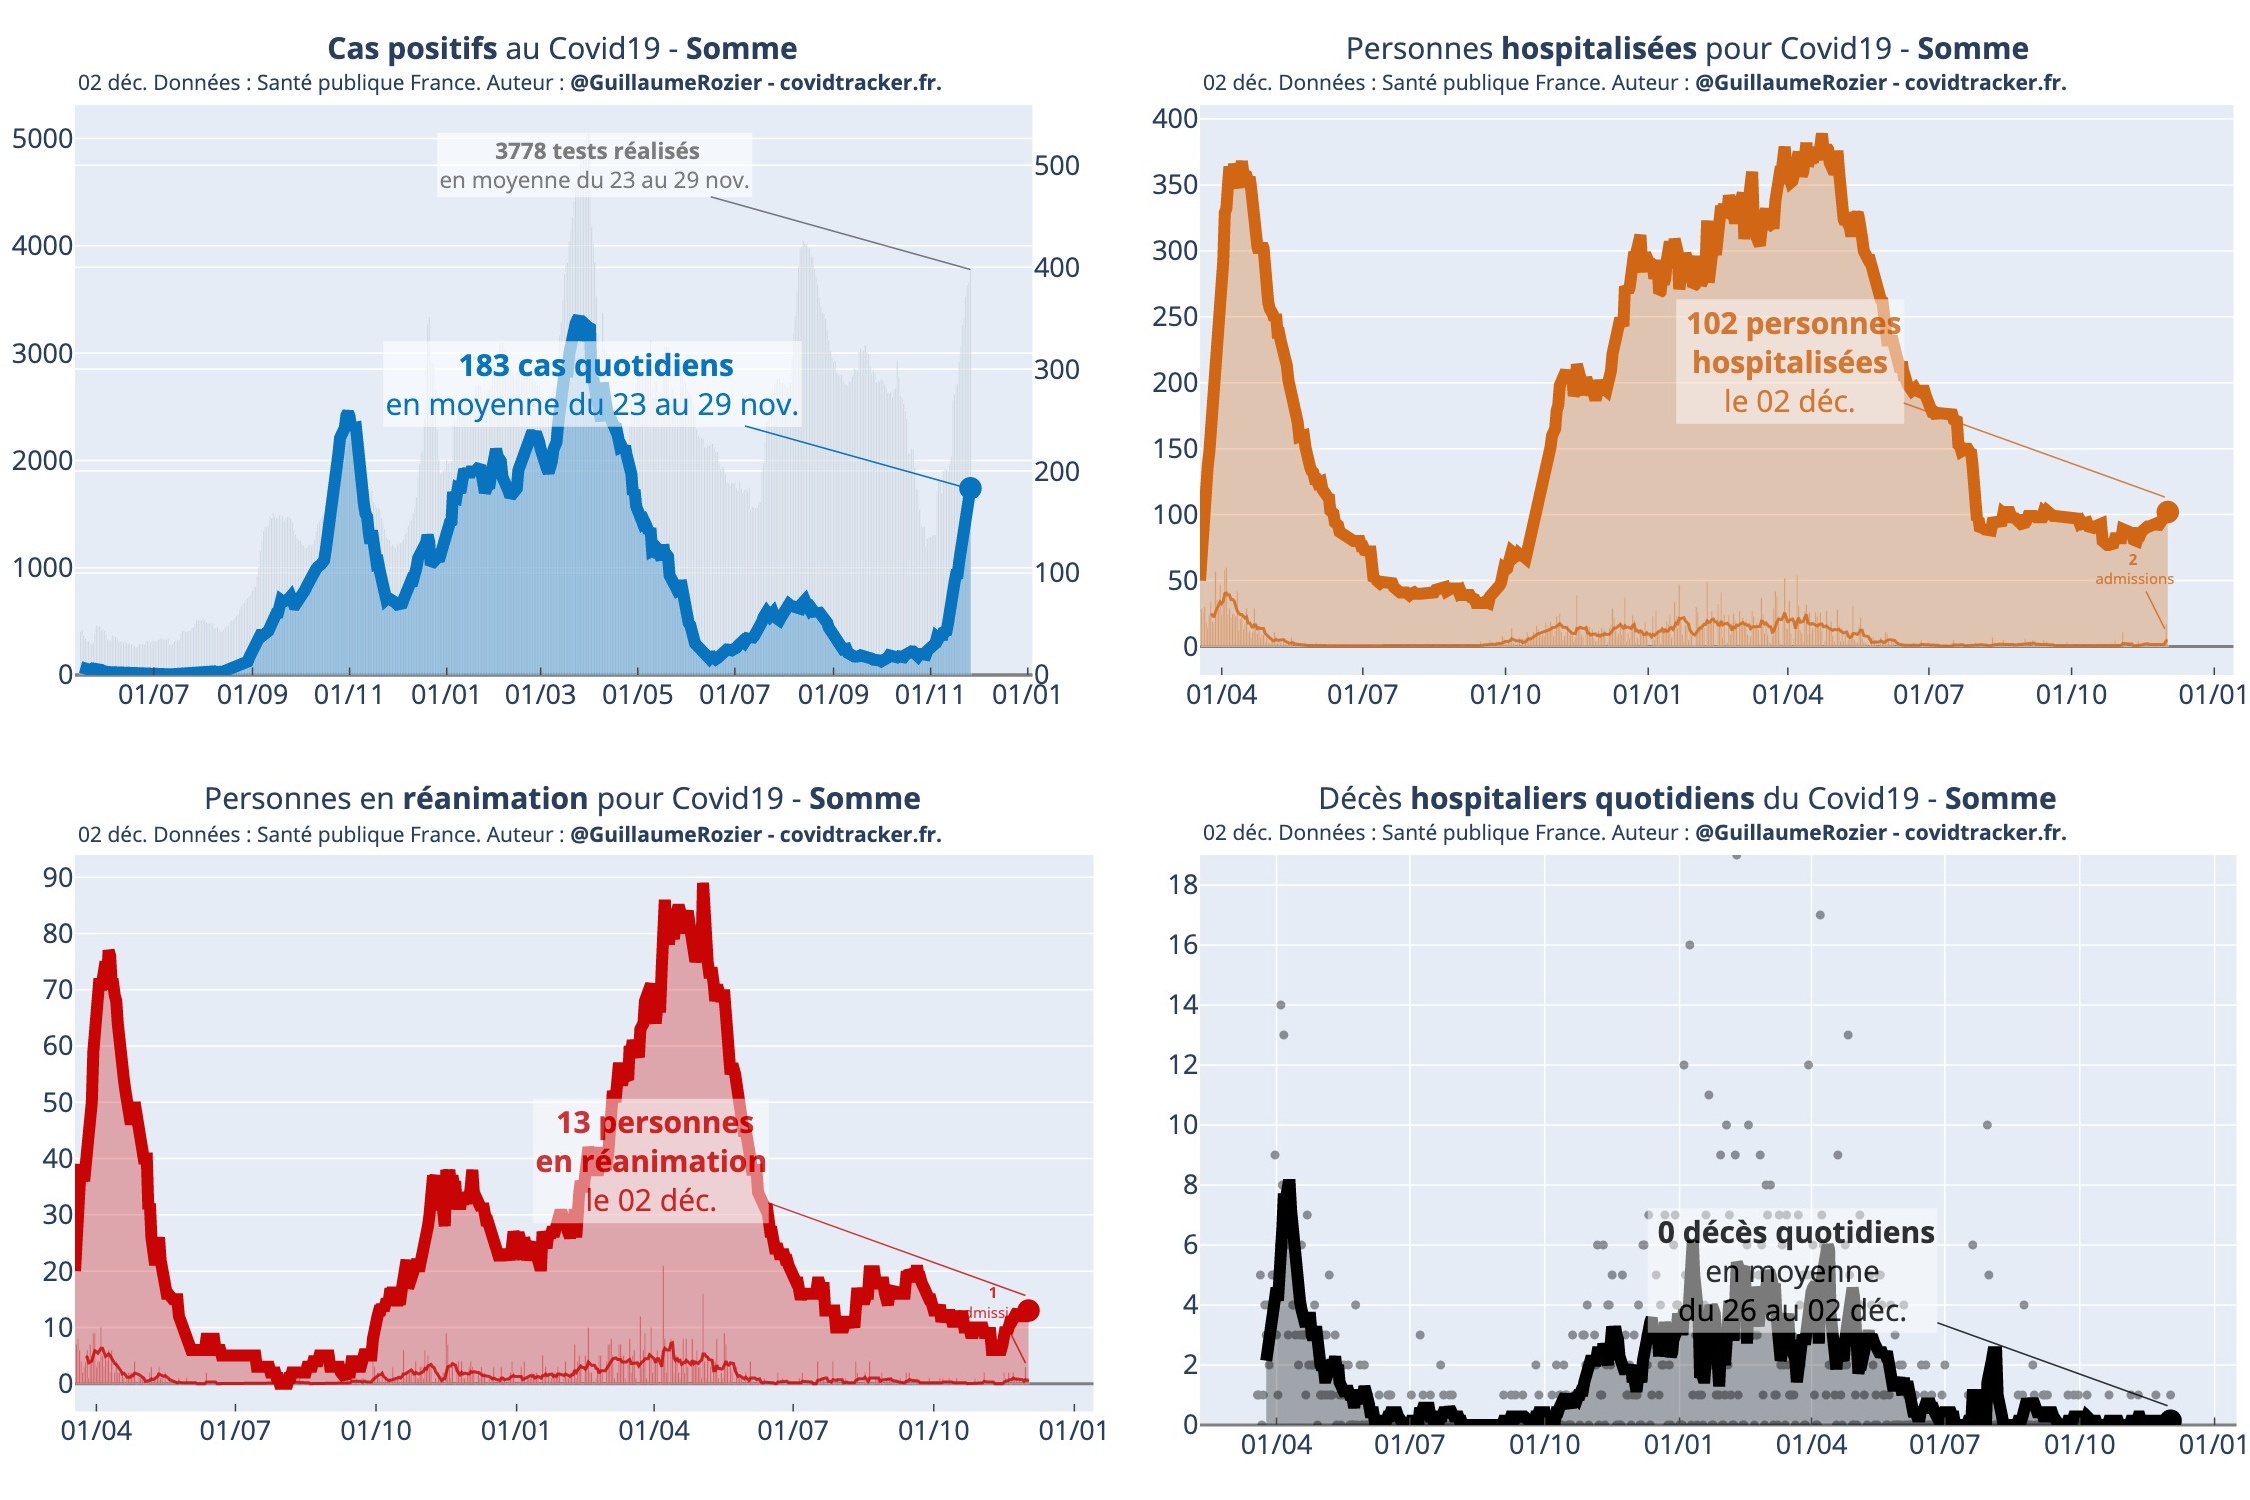 Cas positifs au Covid19 - Somme
02 déc. Données : Santé publique France. Auteur : @GuillaumeRozier - covidtracker.fr.
5000
4000
3000
2000
1000
0
500
400
300
200
100
0
3778 tests réalisés
en moyenne du 23 au 29 nov.
183 cas quotidiens
en moyenne du 23 au 29 nov.
01/07 01/09 01/11 01/01 01/03 01/05 01/07 01/09 01/11 01/01
Personnes hospitalisées pour Covid19 - Somme
02 déc. Données : Santé publique France. Auteur : @GuillaumeRozier - covidtracker.fr.
400
350
300
250
200
150
100
50
0
102 personnes
hospitalisées
le 02 déc.
2
admissions
01/04 01/07 01/10 01/01 01/04 01/07 01/10 01/01
Personnes en réanimation pour Covid19 - Somme
02 déc. Données : Santé publique France. Auteur : @GuillaumeRozier - covidtracker.fr.
90
80
70
60
50
40
30
20
10
0
13 personnes
en réanimation
le 02 déc.
1
01/04 01/07 01/10 01/01 01/04 01/07 01/10 01/01
Décès hospitaliers quotidiens du Covid19 - Somme
02 déc. Données : Santé publique France. Auteur : @GuillaumeRozier - covidtracker.fr.
18
16
14
12
10
8
6
4
2
0
0 décès quotidiens
en moyenne
du 26 au 02 déc.
01/04 01/07 01/10 01/01 01/04 01/07 01/10 01/01